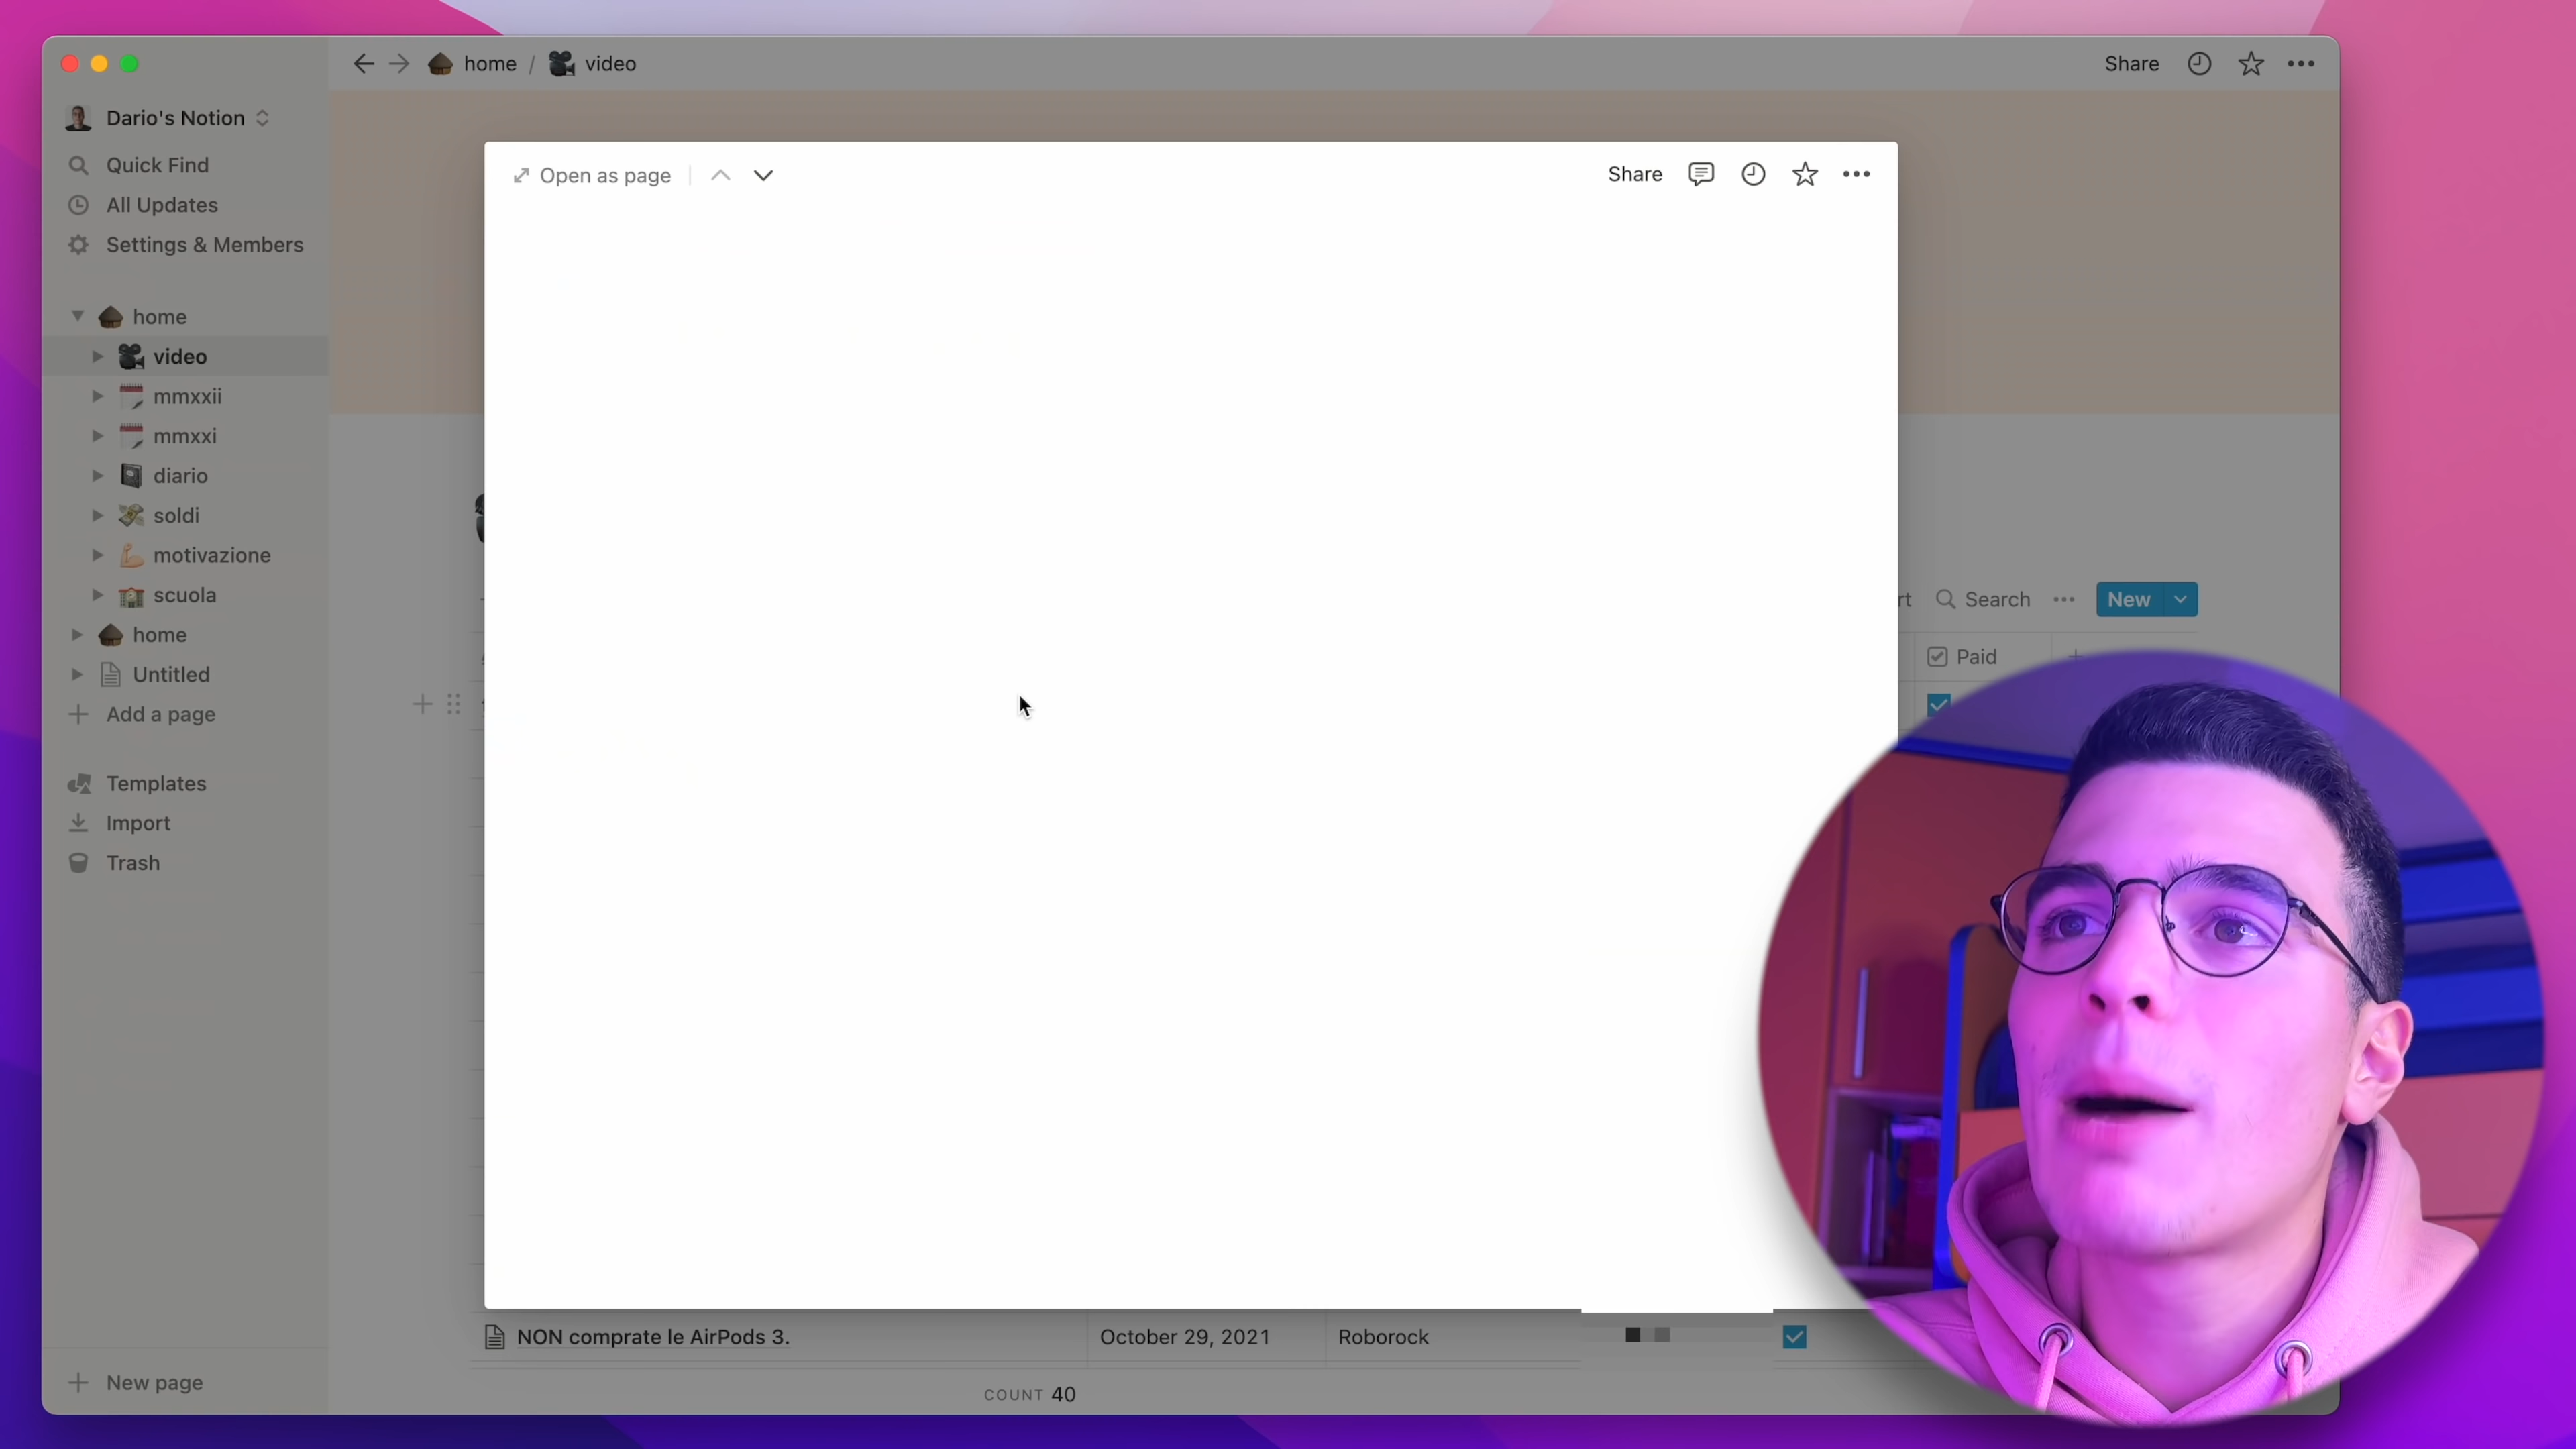 home / video
Share
Dario's Notion
Quick Find
All Updates
Settings & Members
home
video
mmxxii
mmxxi
diario
soldi
motivazione
scuola
home
Untitled
Add a page
Templates
Import
Trash
New page
Open as page
Share
Search
New
Paid
NON comprate le AirPods 3.
October 29, 2021
Roborock
COUNT 40